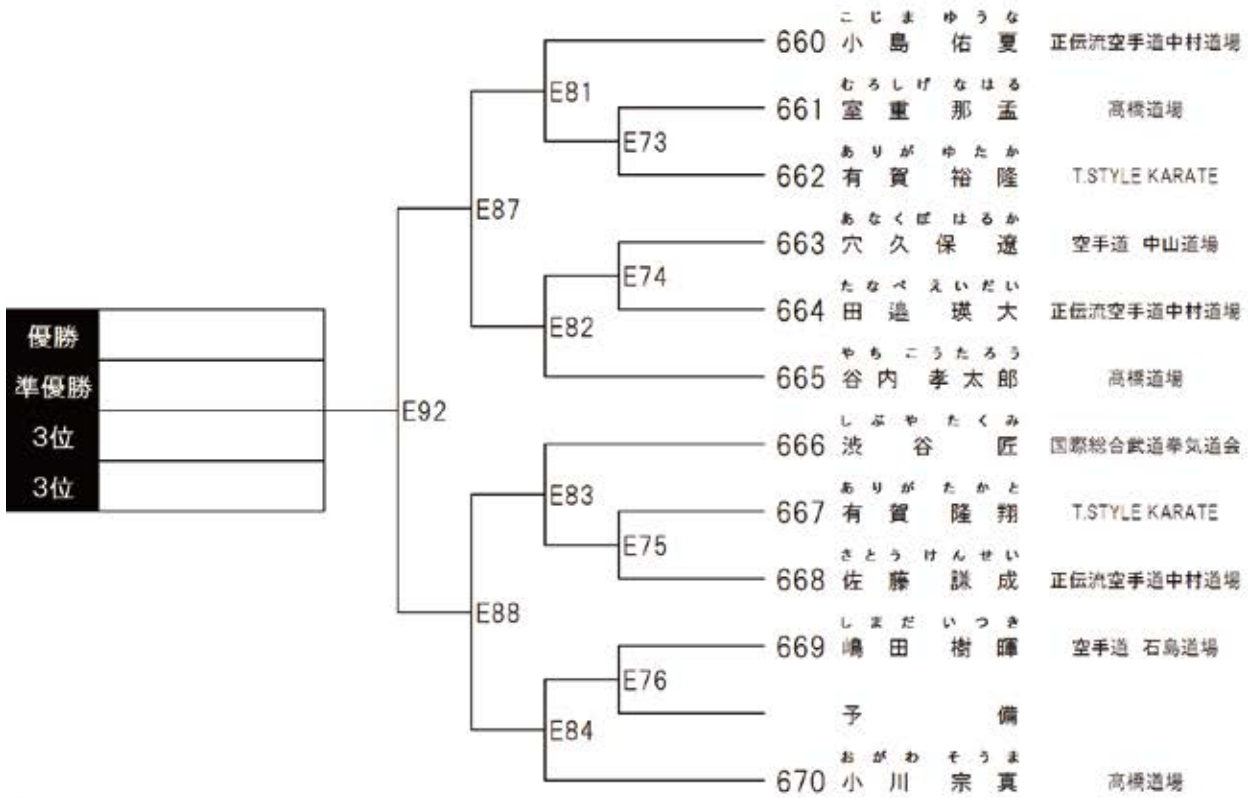 こじま ゆうな
660 小島 佑夏 正伝流空手道中村道場
E81
むろしげ なはる
661 室重 那孟 高橋道場
E73
ありが ゆたか
662 有賀 裕隆 T.STYLE KARATE
E87
あなくぼ はるか
663 穴久保 遼 空手道 中山道場
E74
たなべ えいだい
664 田邉 瑛大 正伝流空手道中村道場
E82
やち こうたろう
665 谷内 孝太郎 高橋道場
優勝
準優勝
3位
3位
E92
しぶや たくみ
666 渋谷 匠 国際総合武道拳気道会
E83
ありが たかと
667 有賀 隆翔 T.STYLE KARATE
E75
さとう けんせい
668 佐藤 謙成 正伝流空手道中村道場
E88
しまだ いつき
669 嶋田 樹暉 空手道 石島道場
E76
予備
E84
おがわ そうま
670 小川 宗真 高橋道場